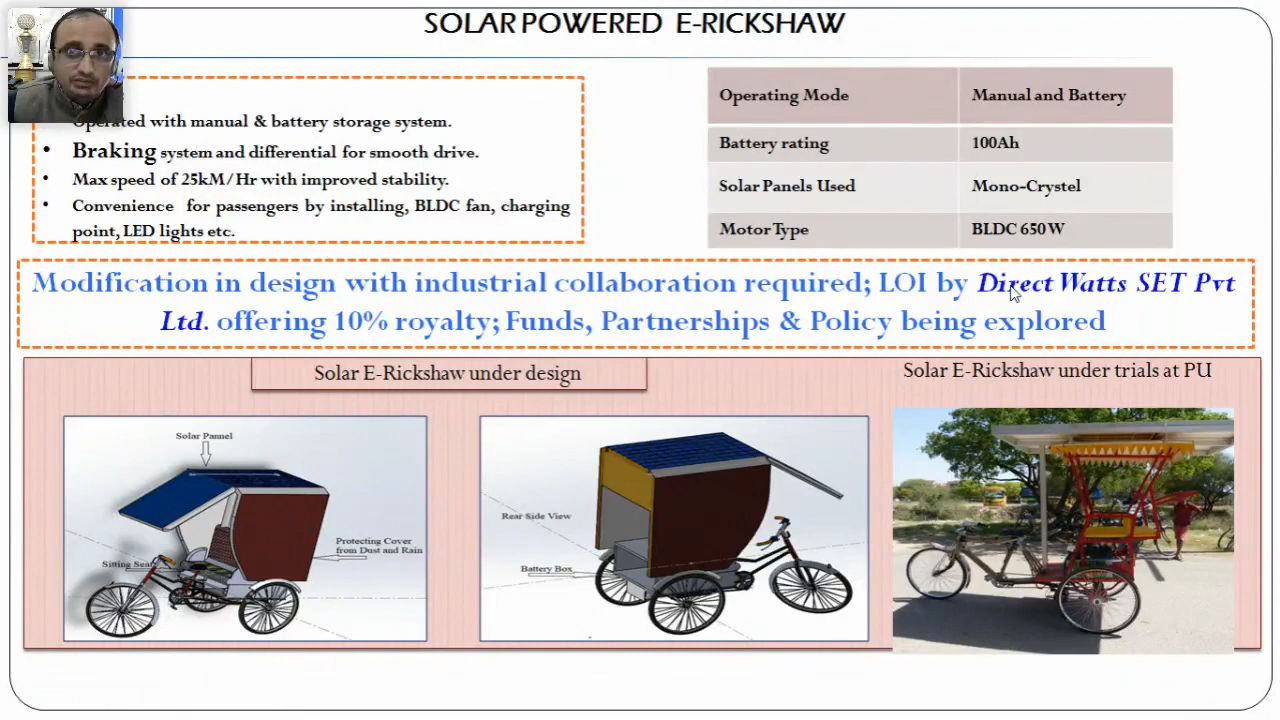 SOLAR POWERED E-RICKSHAW
Operated with manual & battery storage system.
• Braking system and differential for smooth drive.
• Max speed of 25kM/Hr with improved stability.
• Convenience for passengers by installing, BLDC fan, charging
point, LED lights etc.
Operating Mode Manual and Battery
Battery rating 100Ah
Solar Panels Used Mono-Crystel
Motor Type BLDC 650W
Modification in design with industrial collaboration required; LOI by Direct Watts SET Pvt
Ltd. offering 10% royalty; Funds, Partnerships & Policy being explored
Solar E-Rickshaw under design
Solar E-Rickshaw under trials at PU
Solar Pannel
Protecting Cover
from Dust and Rain
Sitting Seat
Rear Side View
Battery Box